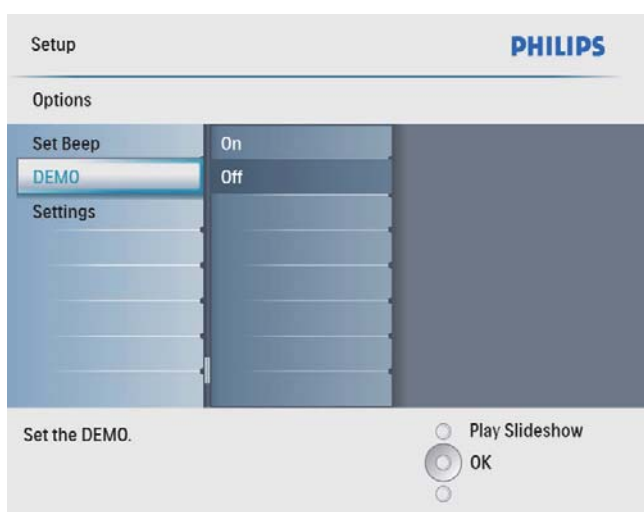 Setup
PHILIPS
Options
Set Beep
On
DEMO
Off
Settings
Set the DEMO.
Play Slideshow
OK